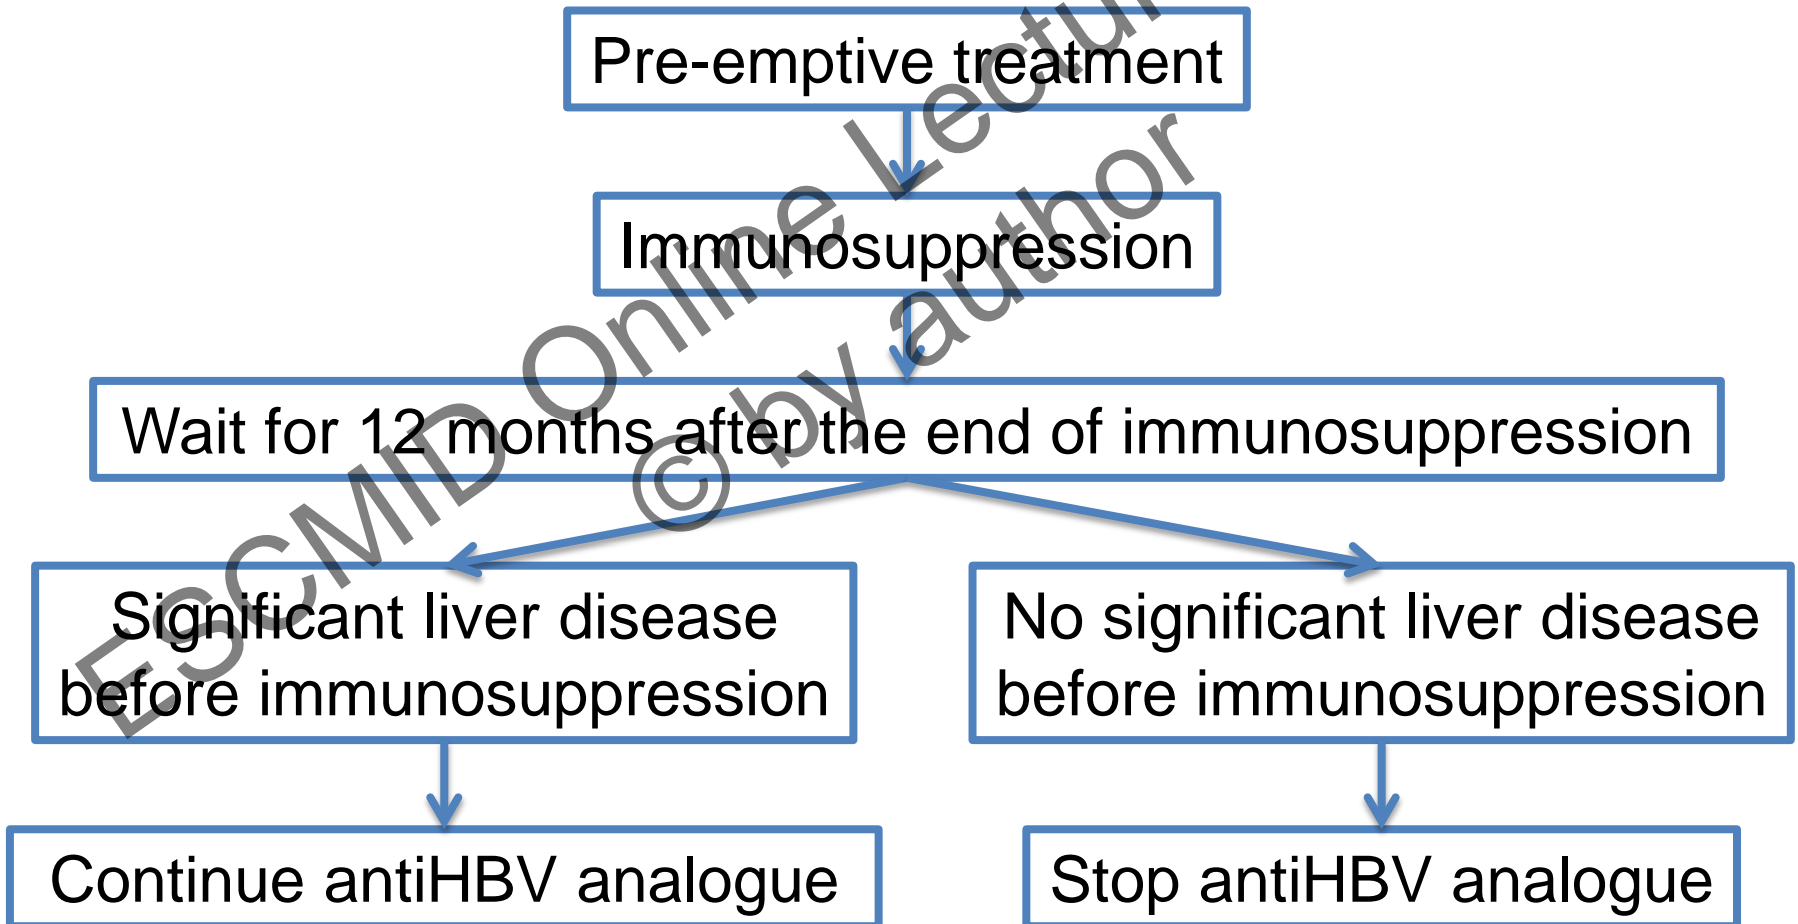 Pre-emptive treatment
Immunosuppression
Wait for 12 months after the end of immunosuppression
Significant liver disease
before immunosuppression
No significant liver disease
before immunosuppression
Continue antiHBV analogue
Stop antiHBV analogue
ESCMID Online Lectur
© by author